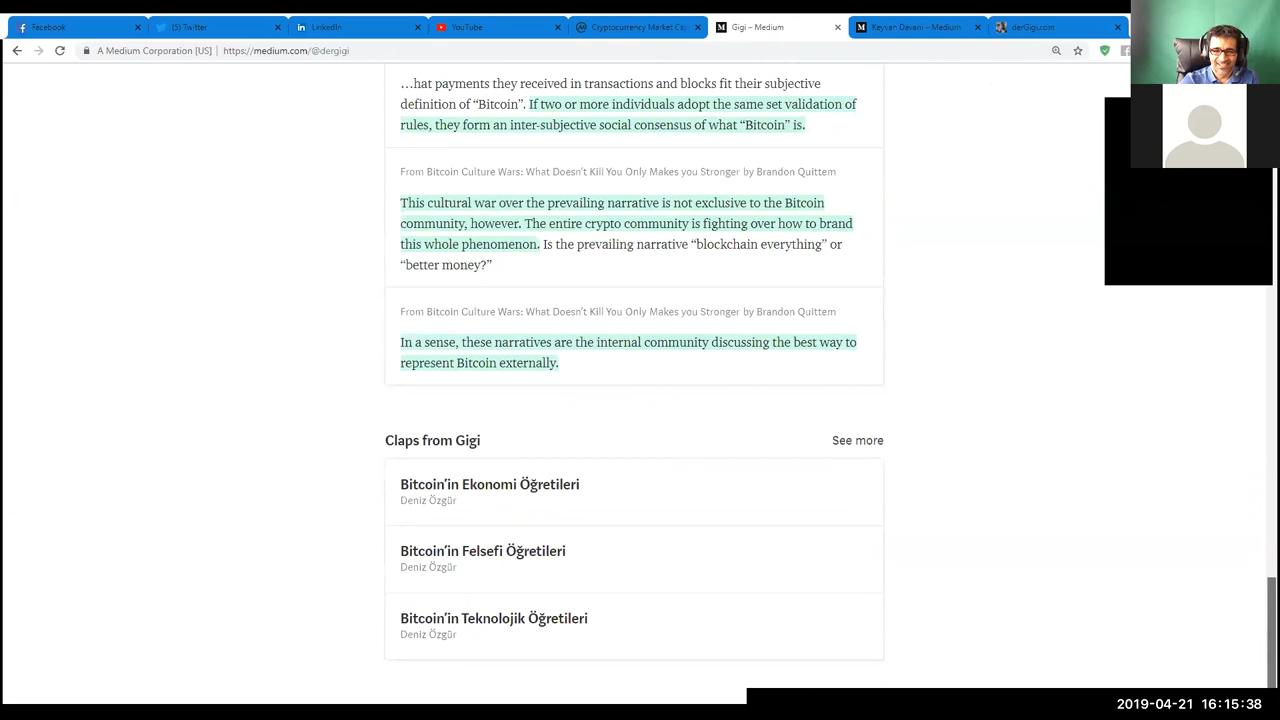 Facebook
(5) Twitter
LinkedIn
YouTube
Cryptocurrency Market Ca
Gigi – Medium
Keyvan Davani – Medium
derGigi.com
A Medium Corporation [US] | https://medium.com/@dergigi
…hat payments they received in transactions and blocks fit their subjective
definition of “Bitcoin”. If two or more individuals adopt the same set validation of
rules, they form an inter-subjective social consensus of what “Bitcoin” is.
From Bitcoin Culture Wars: What Doesn’t Kill You Only Makes you Stronger by Brandon Quittem
This cultural war over the prevailing narrative is not exclusive to the Bitcoin
community, however. The entire crypto community is fighting over how to brand
this whole phenomenon. Is the prevailing narrative “blockchain everything” or
“better money?”
From Bitcoin Culture Wars: What Doesn’t Kill You Only Makes you Stronger by Brandon Quittem
In a sense, these narratives are the internal community discussing the best way to
represent Bitcoin externally.
Claps from Gigi
See more
Bitcoin’in Ekonomi Öğretileri
Deniz Özgür
Bitcoin’in Felsefi Öğretileri
Deniz Özgür
Bitcoin’in Teknolojik Öğretileri
Deniz Özgür
2019-04-21 16:15:38